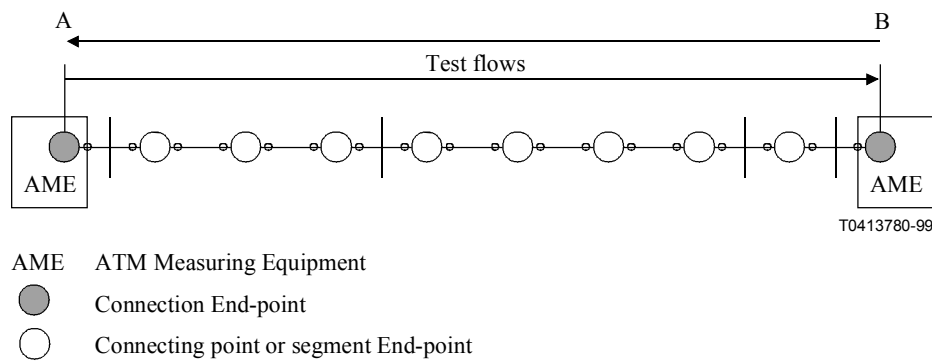 A B
Test flows
AME AME
T0413780-99
AME ATM Measuring Equipment
Connection End-point
Connecting point or segment End-point